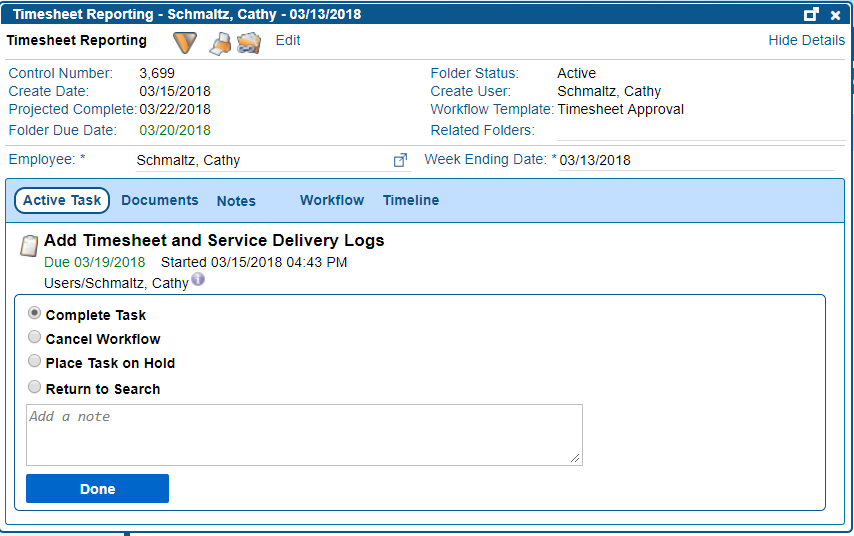 Timesheet Reporting - Schmaltz, Cathy - 03/13/2018
Timesheet Reporting Edit Hide Details
Control Number: 3,699 Folder Status: Active
Create Date: 03/15/2018 Create User: Schmaltz, Cathy
Projected Complete: 03/22/2018 Workflow Template: Timesheet Approval
Folder Due Date: 03/20/2018 Related Folders:
Employee: * Schmaltz, Cathy Week Ending Date: * 03/13/2018
Active Task Documents Notes Workflow Timeline
Add Timesheet and Service Delivery Logs
Due 03/19/2018 Started 03/15/2018 04:43 PM
Users/Schmaltz, Cathy
Complete Task
Cancel Workflow
Place Task on Hold
Return to Search
Add a note
Done